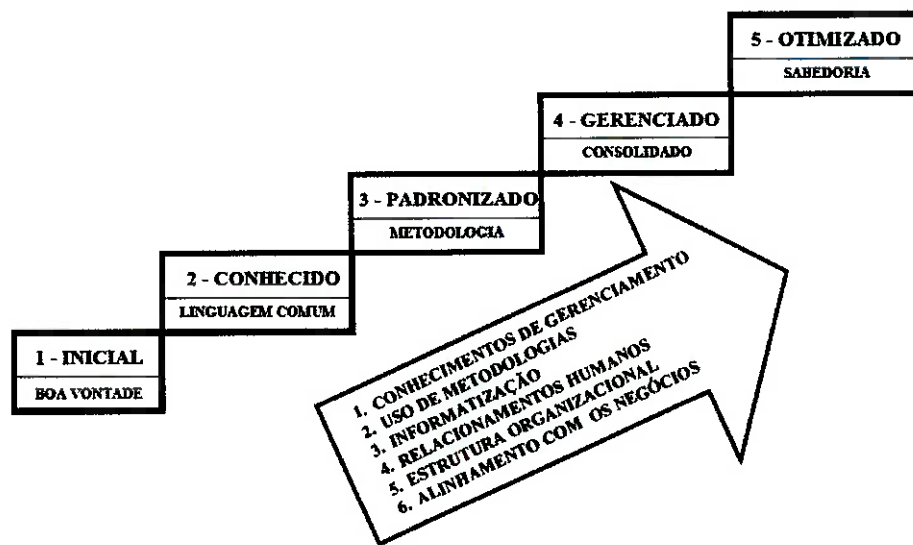 5 - OTIMIZADO
SABEDORIA
4 - GERENCIADO
CONSOLIDADO
3 - PADRONIZADO
METODOLOGIA
2 - CONHECIDO
LINGUAGEM COMUM
1 - INICIAL
BOA VONTADE
1. CONHECIMENTOS DE GERENCIAMENTO
2. USO DE METODOLOGIAS
3. INFORMATIZAÇÃO
4. RELACIONAMENTOS HUMANOS
5. ESTRUTURA ORGANIZACIONAL
6. ALINHAMENTO COM OS NEGÓCIOS